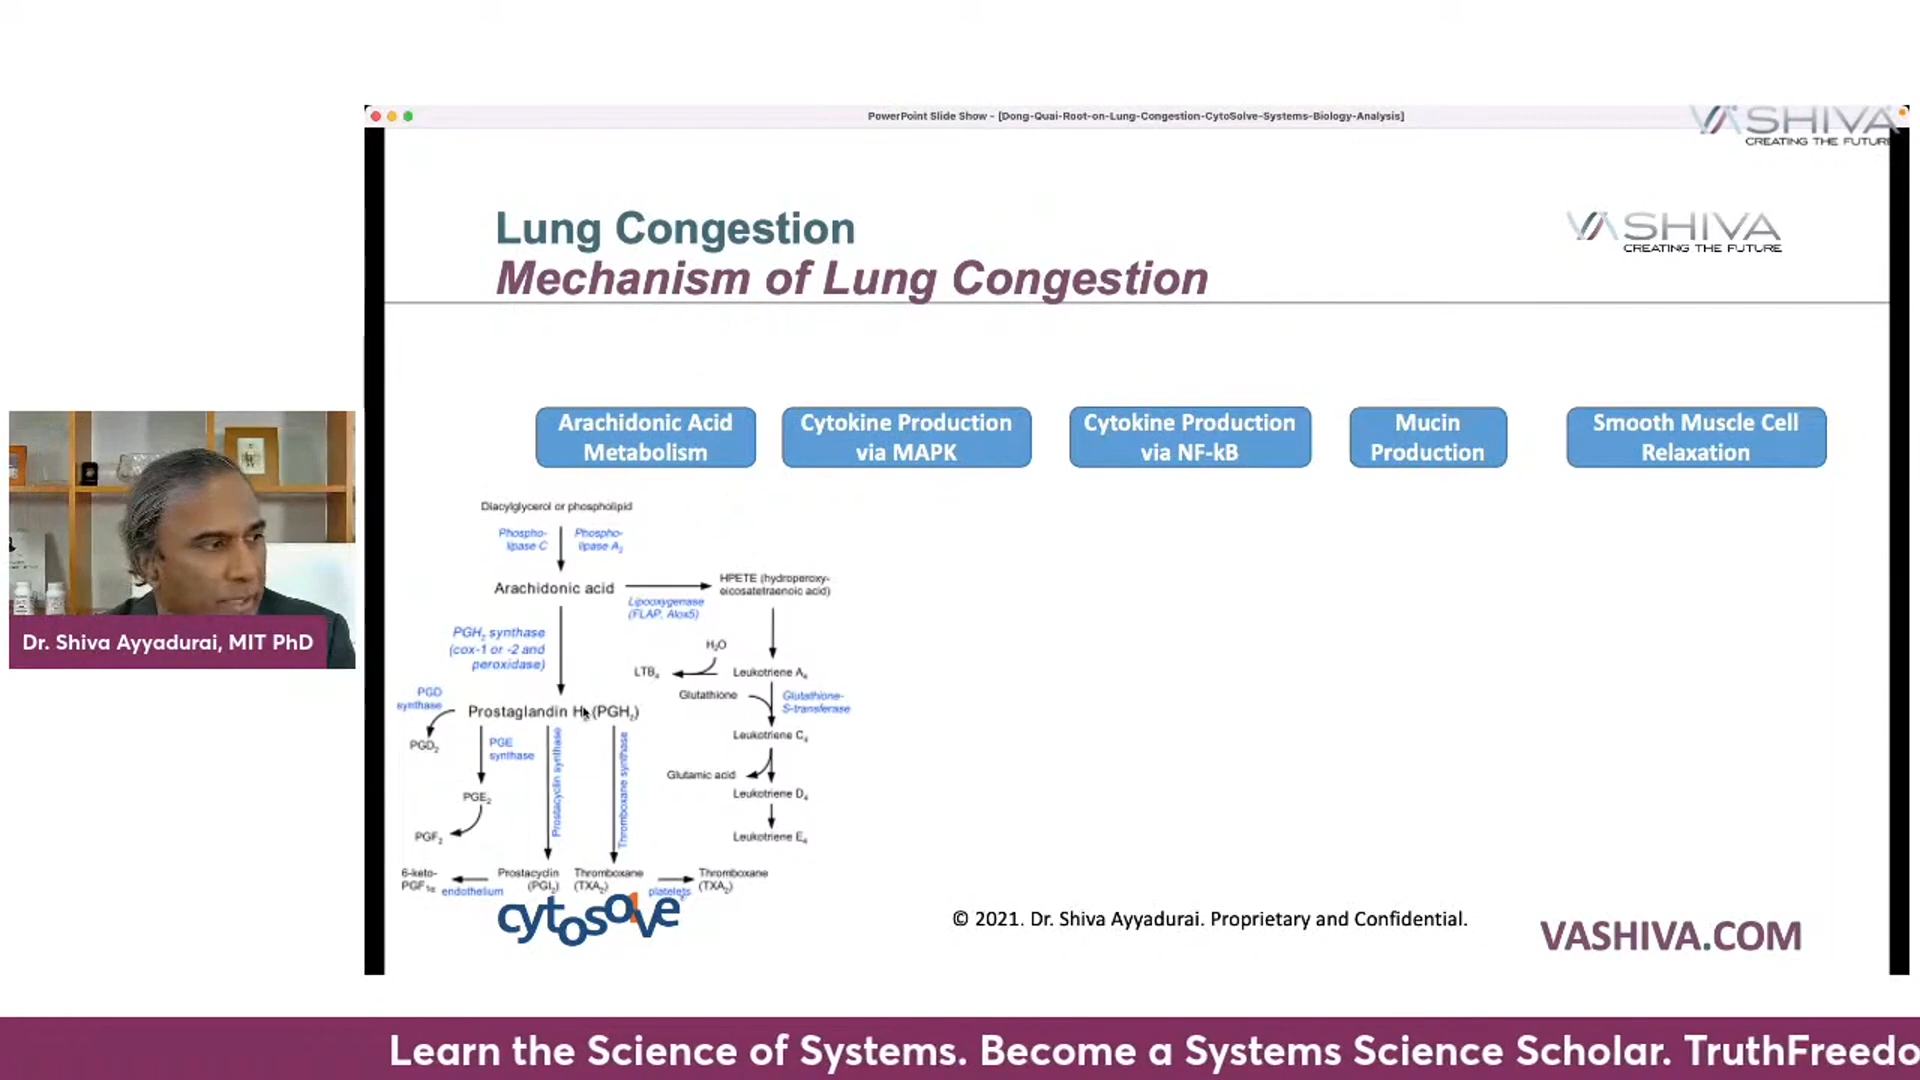 PowerPoint Slide Show - [Dong-Quai-Root-on-Lung-Congestion-CytoSolve-Systems-Biology-Analysis]
VASHIVA
CREATING THE FUTURE
Lung Congestion
Mechanism of Lung Congestion
VASHIVA
CREATING THE FUTURE
Arachidonic Acid
Metabolism
Cytokine Production
via MAPK
Cytokine Production
via NF-kB
Mucin
Production
Smooth Muscle Cell
Relaxation
Diacylglycerol or phospholipid
Phospho-
lipase C
Phospho-
lipase A₂
Arachidonic acid
HPETE (hydroperoxy-
eicosatetraenoic acid)
Lipooxygenase
(FLAP, Alox5)
PGH₂ synthase
(cox-1 or -2 and
peroxidase)
H₂O
LTB₄
Leukotriene A₄
Glutathione
Glutathione-
S-transferase
PGD
synthase
Prostaglandin H₂ (PGH₂)
PGD₂
PGE
synthase
Prostacyclin synthase
Thromboxane synthase
Leukotriene C₄
Glutamic acid
Leukotriene D₄
PGE₂
PGF₂
Leukotriene E₄
6-keto-
PGF₁α
endothelium
Prostacyclin
(PGI₂)
Thromboxane
(TXA₂)
platelets
Thromboxane
(TXA₂)
cytosolve
© 2021. Dr. Shiva Ayyadurai. Proprietary and Confidential.
VASHIVA.COM
Dr. Shiva Ayyadurai, MIT PhD
Learn the Science of Systems. Become a Systems Science Scholar. TruthFreedo